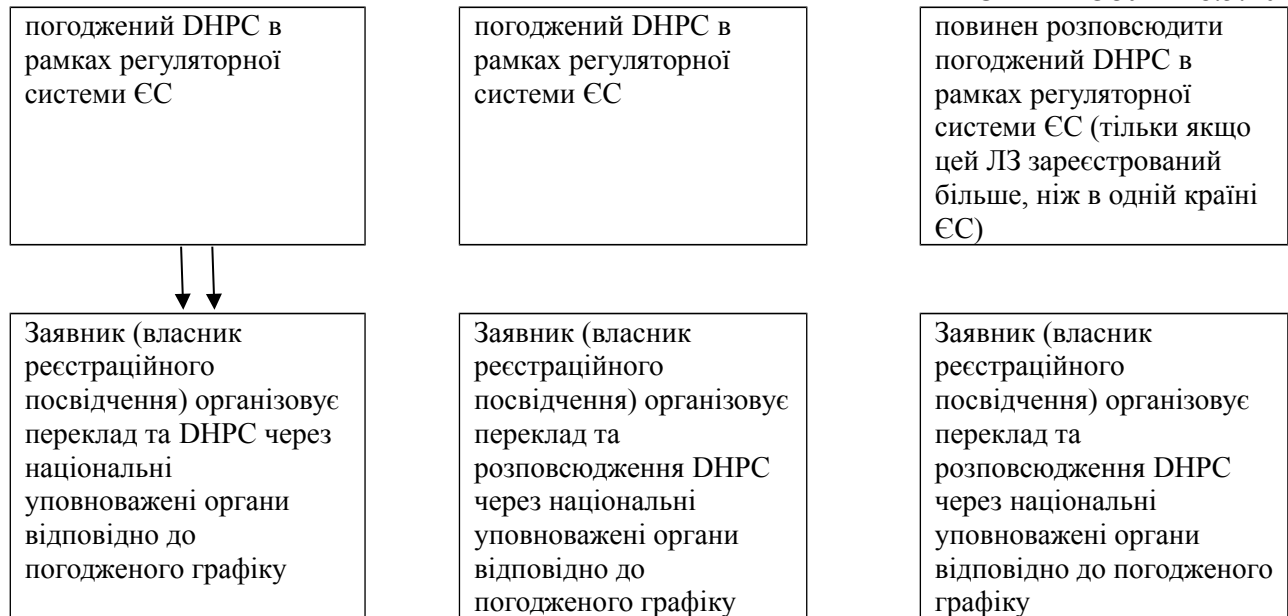 погоджений DHPC в
рамках регуляторної
системи ЄС
погоджений DHPC в
рамках регуляторної
системи ЄС
повинен розповсюдити
погоджений DHPC в
рамках регуляторної
системи ЄС (тільки якщо
цей ЛЗ зареєстрований
більше, ніж в одній країні
ЄС)
Заявник (власник
реєстраційного
посвідчення) організовує
переклад та DHPC через
національні
уповноважені органи
відповідно до
погодженого графіку
Заявник (власник
реєстраційного
посвідчення) організовує
переклад та
розповсюдження DHPC
через національні
уповноважені органи
відповідно до
погодженого графіку
Заявник (власник
реєстраційного
посвідчення) організовує
переклад та
розповсюдження DHPC
через національні
уповноважені органи
відповідно до погодженого
графіку